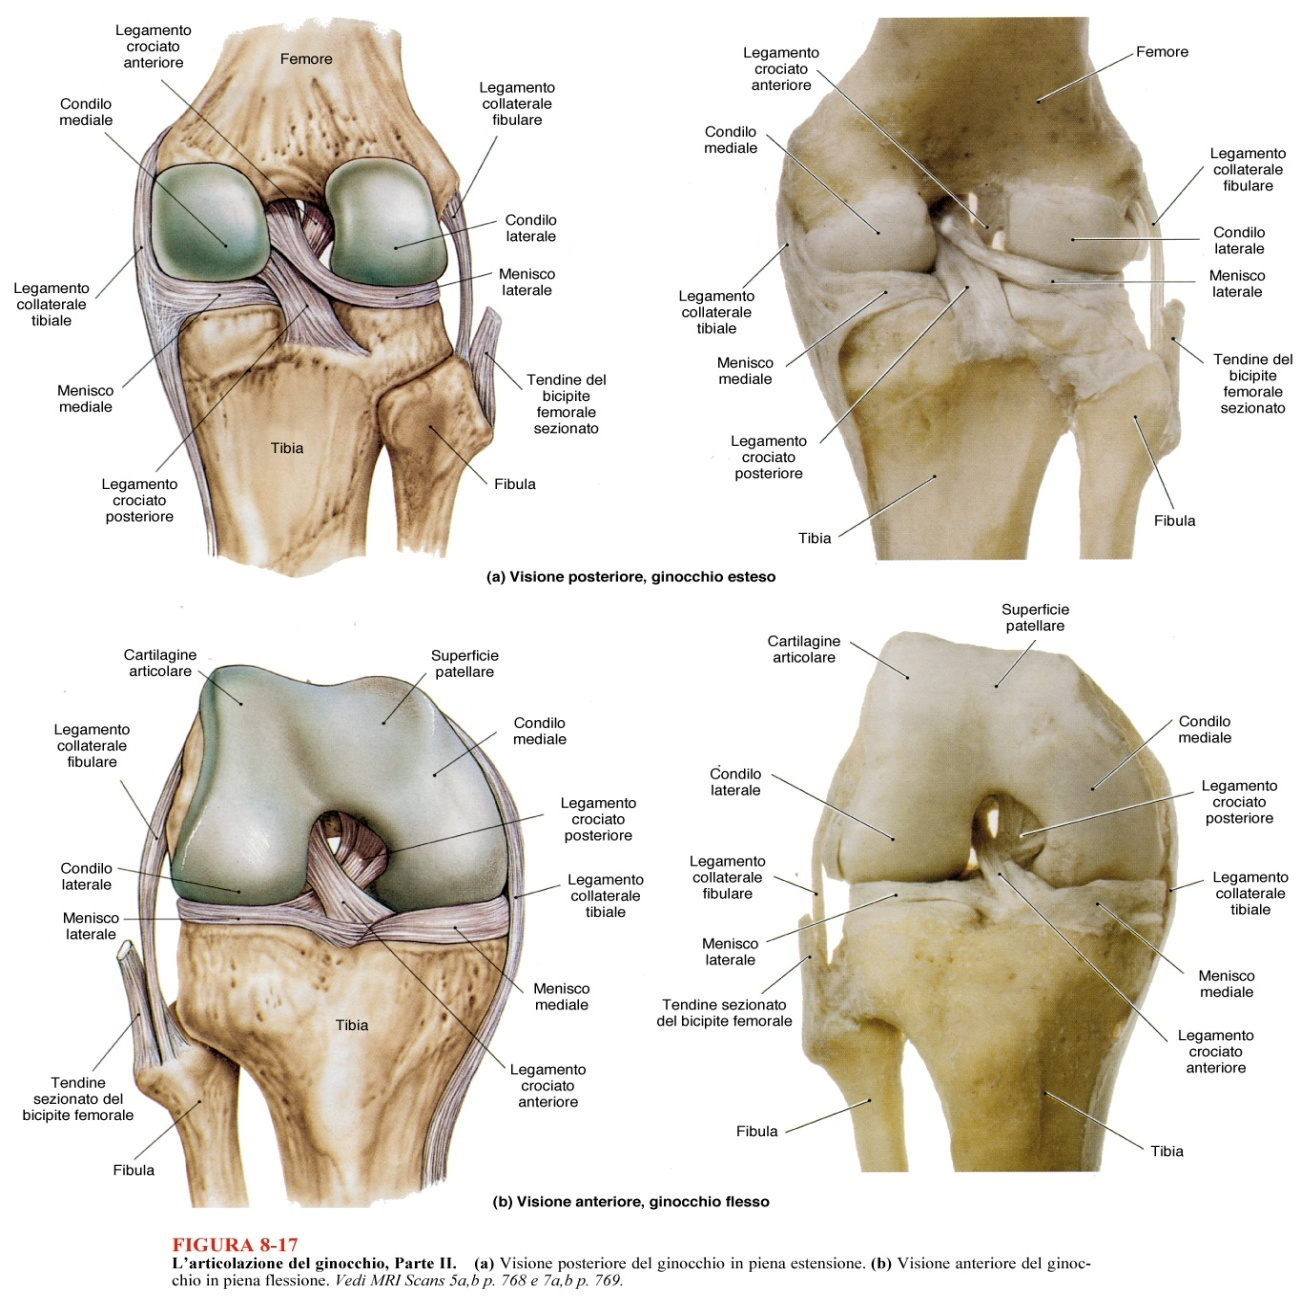 Legamento
crociato
anteriore
Femore
Condilo
mediale
Legamento
collaterale
fibulare
Condilo
laterale
Menisco
laterale
Legamento
collaterale
tibiale
Menisco
mediale
Tendine del
bicipite
femorale
sezionato
Tibia
Legamento
crociato
posteriore
Fibula
Legamento
crociato
anteriore
Femore
Condilo
mediale
Legamento
collaterale
fibulare
Condilo
laterale
Menisco
laterale
Legamento
collaterale
tibiale
Menisco
mediale
Tendine del
bicipite
femorale
sezionato
Legamento
crociato
posteriore
Tibia
Fibula
(a) Visione posteriore, ginocchio esteso
Cartilagine
articolare
Superficie
patellare
Legamento
collaterale
fibulare
Condilo
mediale
Legamento
crociato
posteriore
Condilo
laterale
Legamento
collaterale
tibiale
Menisco
laterale
Menisco
mediale
Tibia
Tendine
sezionato del
bicipite femorale
Legamento
crociato
anteriore
Fibula
Superficie
patellare
Cartilagine
articolare
Condilo
mediale
Condilo
laterale
Legamento
crociato
posteriore
Legamento
collaterale
fibulare
Legamento
collaterale
tibiale
Menisco
laterale
Menisco
mediale
Tendine sezionato
del bicipite femorale
Legamento
crociato
anteriore
Fibula
Tibia
(b) Visione anteriore, ginocchio flesso
FIGURA 8-17
L'articolazione del ginocchio, Parte II. (a) Visione posteriore del ginocchio in piena estensione. (b) Visione anteriore del ginoc-
chio in piena flessione. Vedi MRI Scans 5a,b p. 768 e 7a,b p. 769.